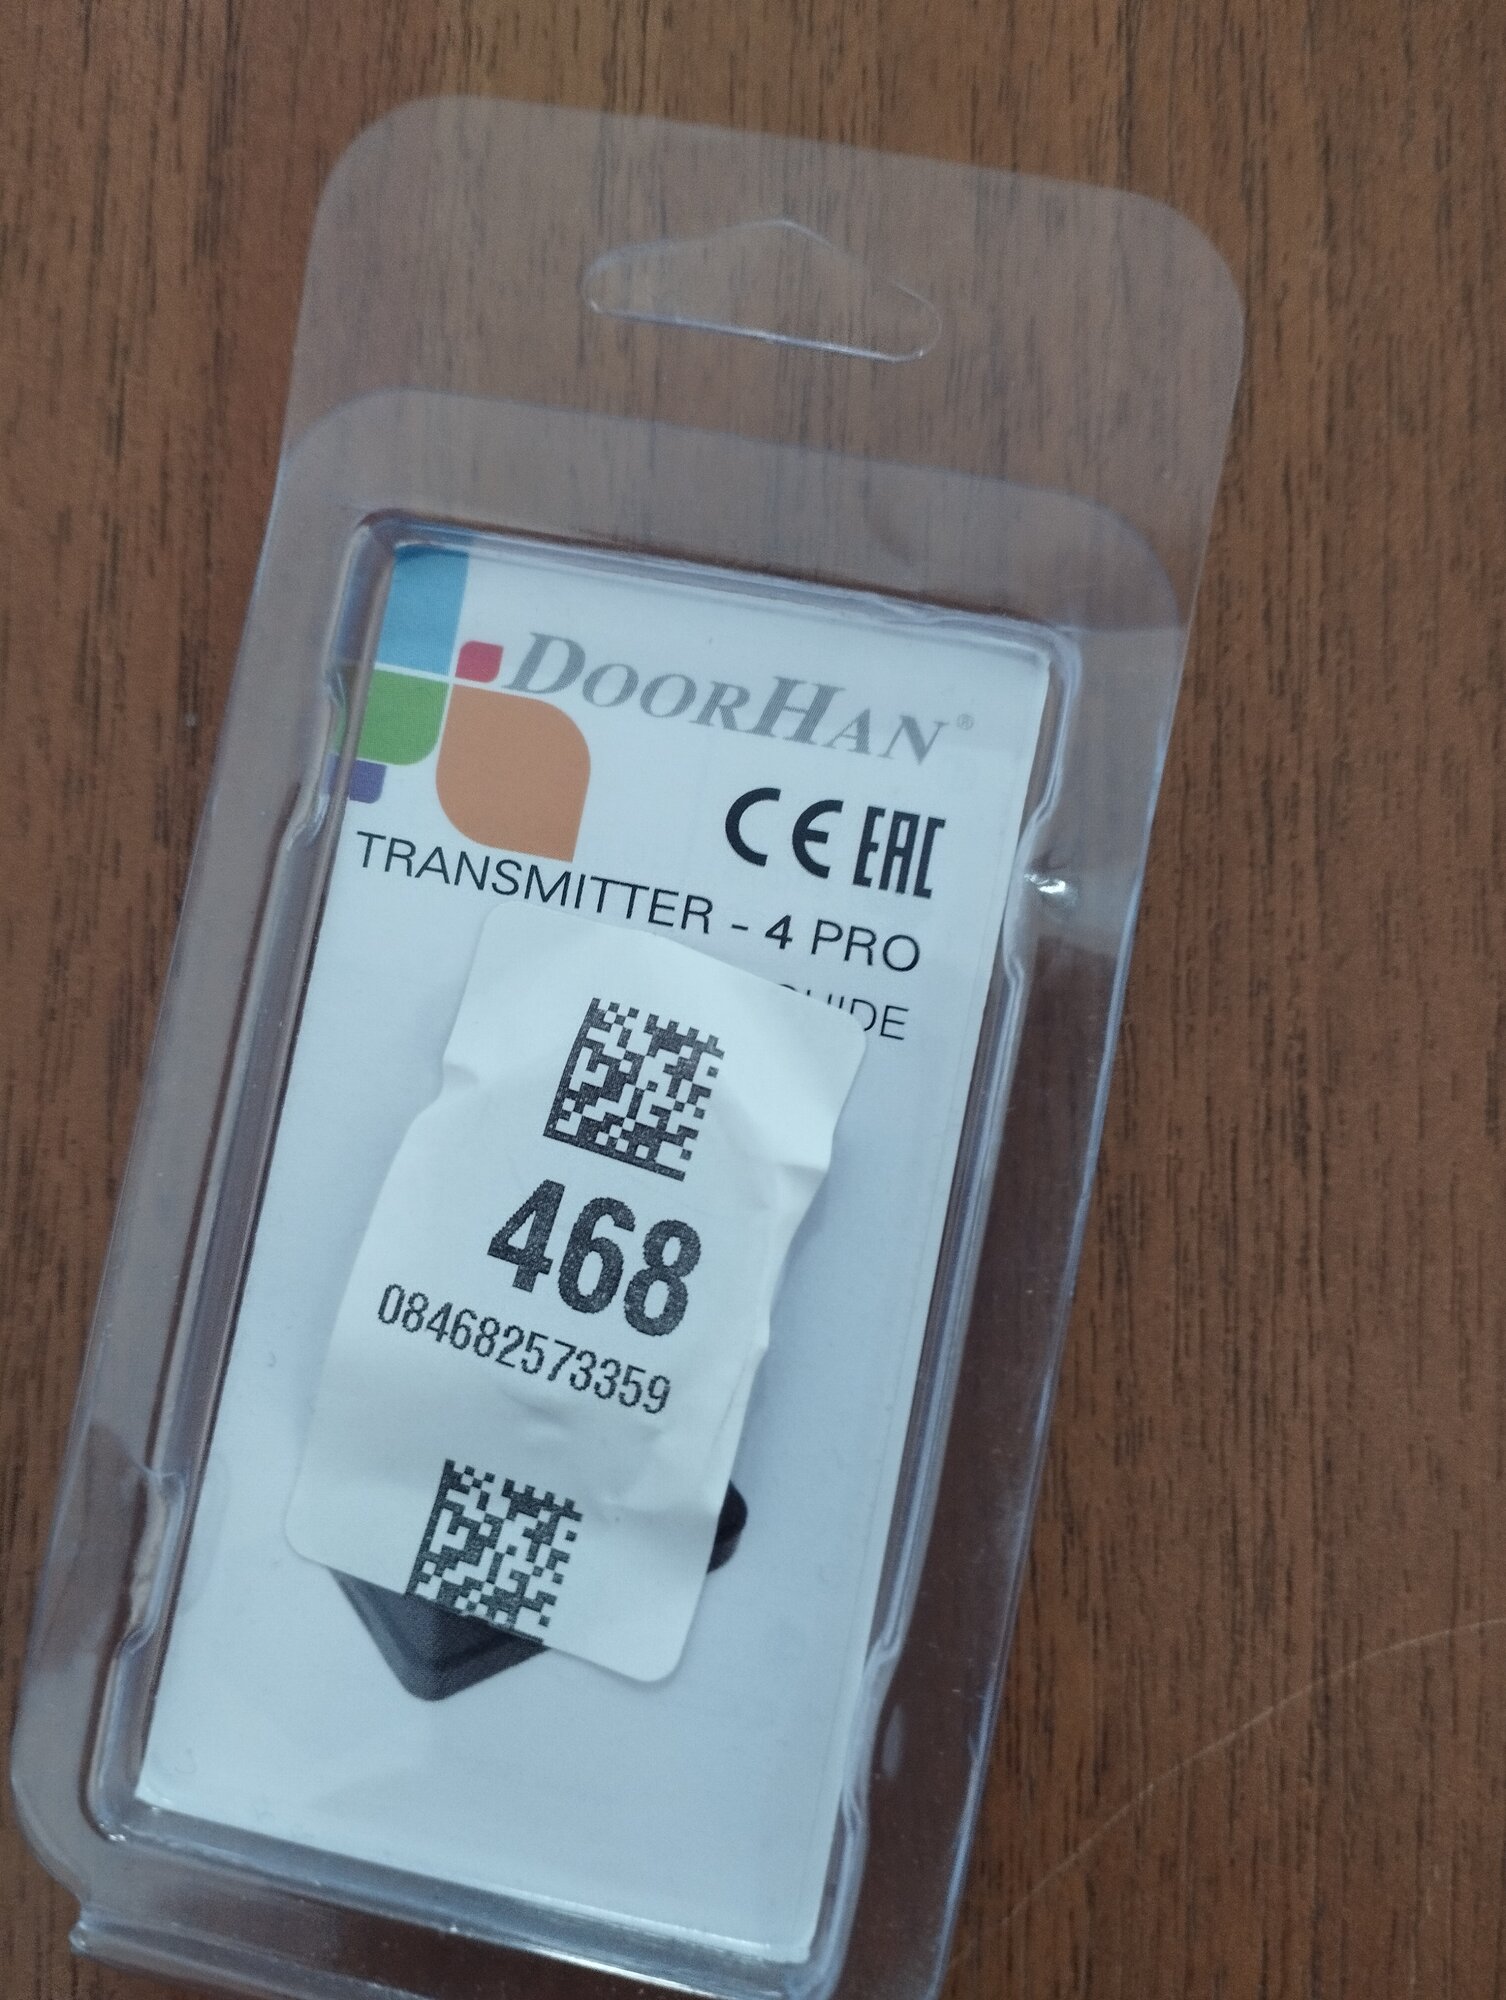 DOORHAN®
CE EAC
TRANSMITTER - 4 PRO
468
084682573359